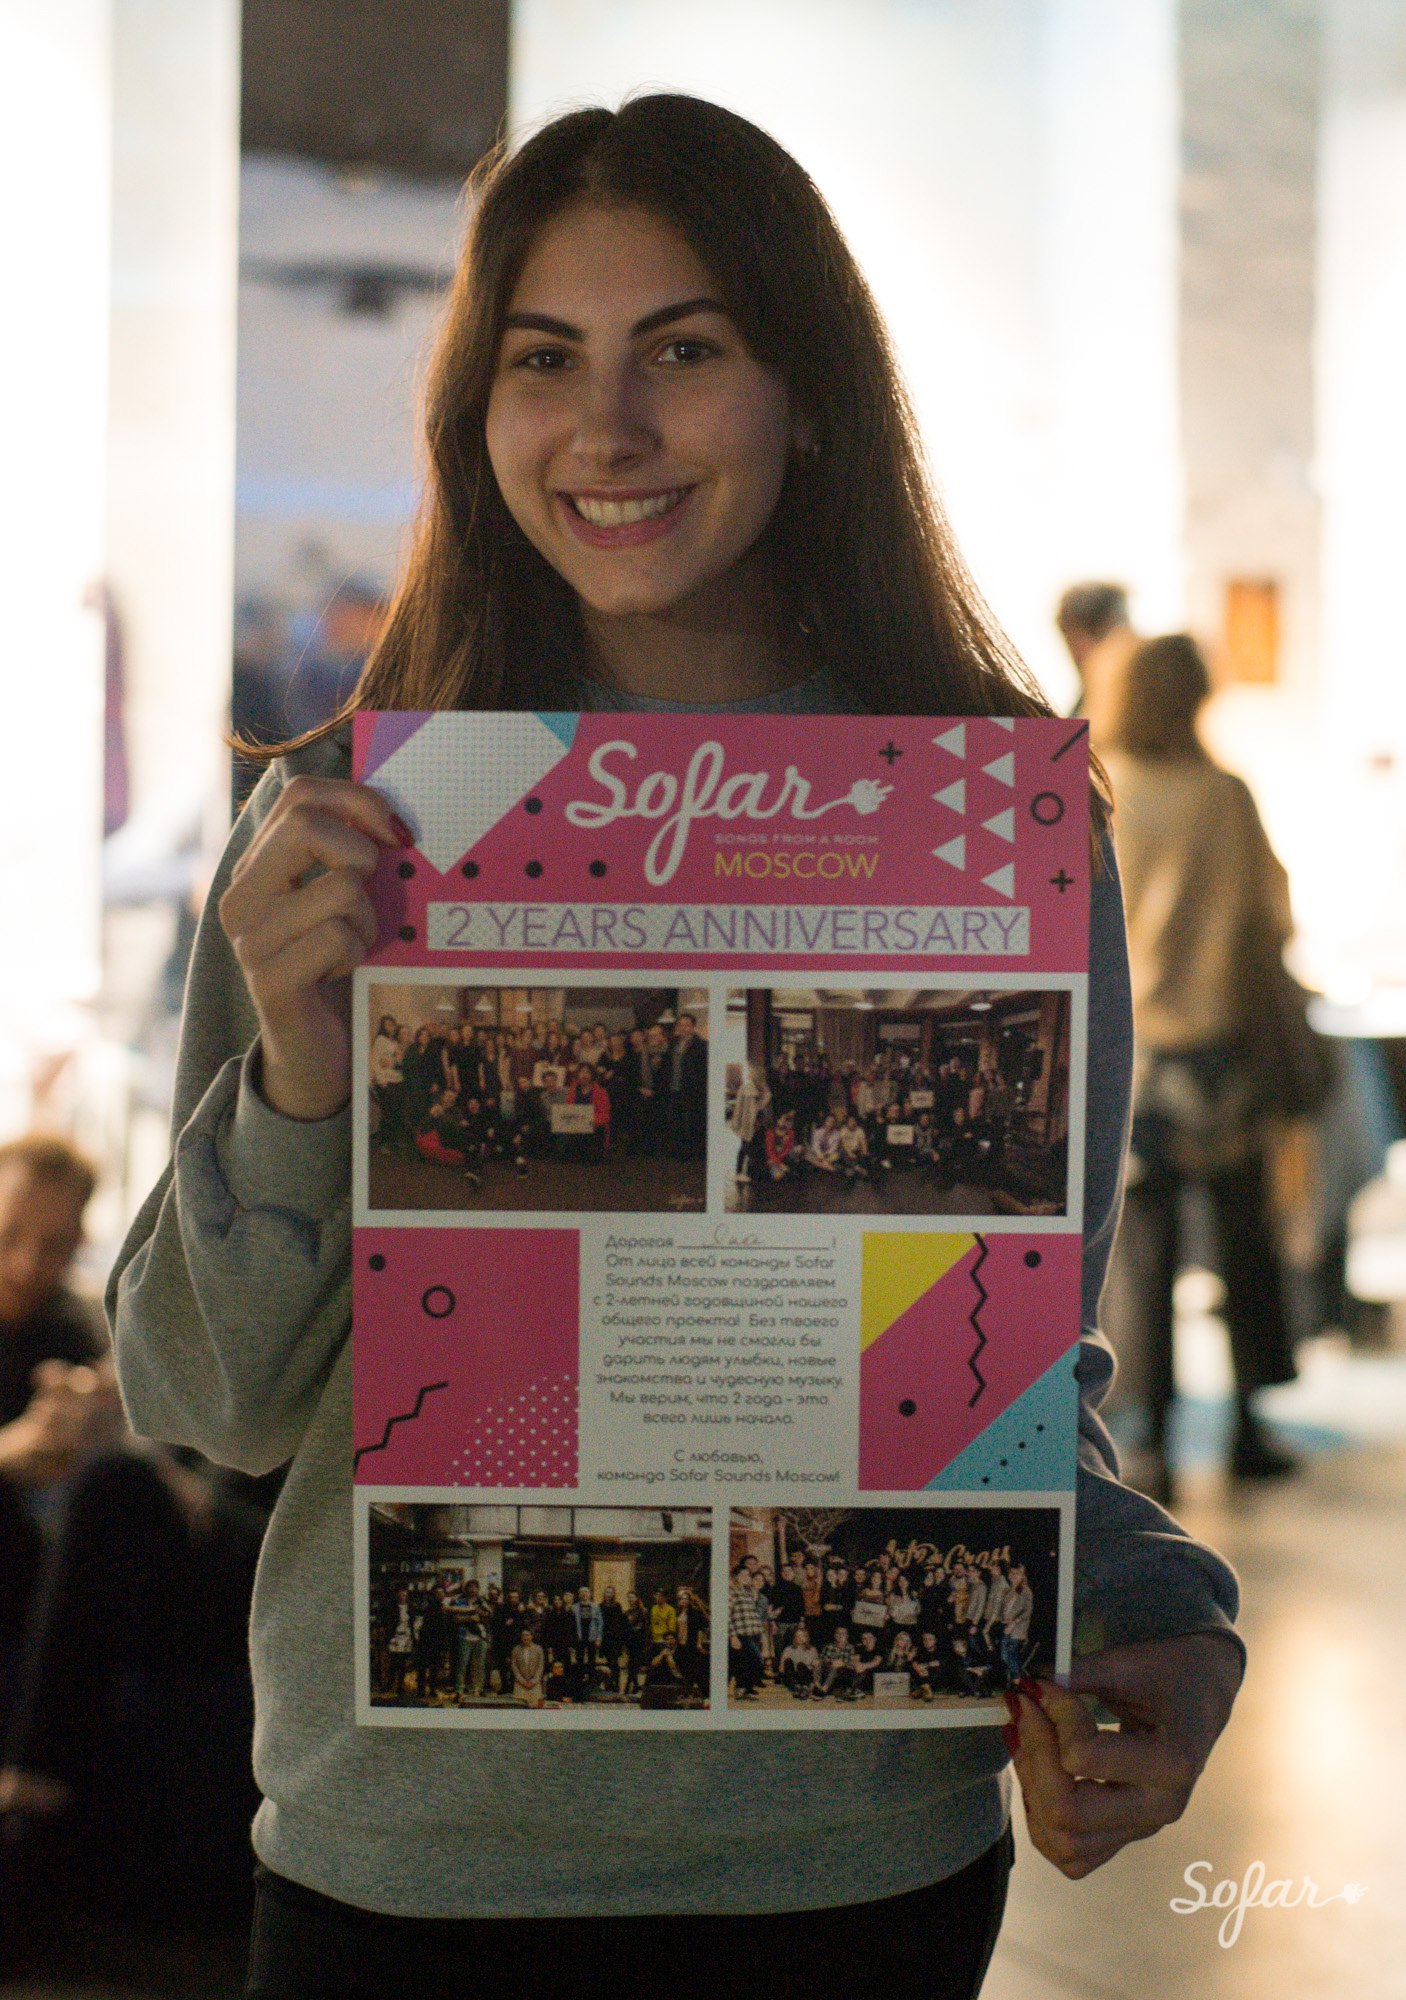 Sofar
SONGS FROM A ROOM
MOSCOW
2 YEARS ANNIVERSARY
Дорогая !
От лица всей команды Sofar
Sounds Moscow поздравляем
с 2-летней годовщиной нашего
общего проекта! Без твоего
участия мы не смогли бы
дарить людям улыбки, новые
знакомства и чудесную музыку.
Мы верим, что 2 года - это
всего лишь начало.
С любовью,
команда Sofar Sounds Moscow!
Sofar